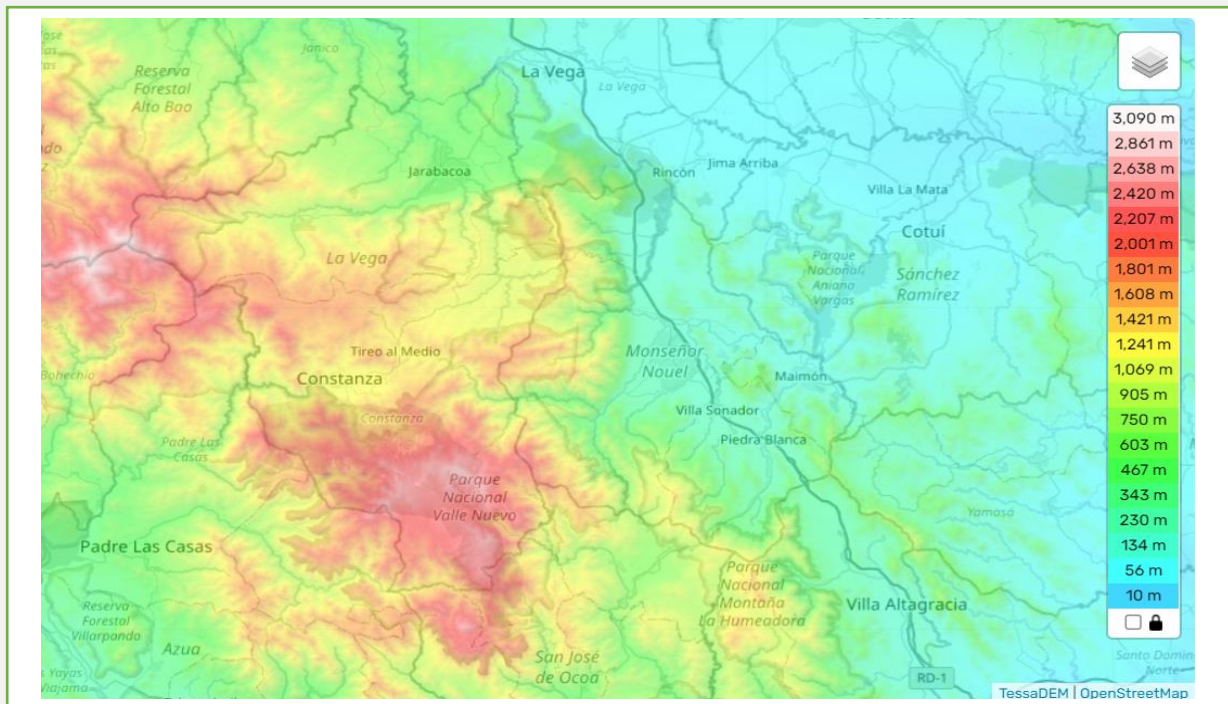 Jánico
Reserva
Forestal
Alto Bao
La Vega
La Vega
Jarabacoa
Rincón
Jima Arriba
Villa La Mata
Cotuí
La Vega
Parque
Nacional
Aniana
Vargas
Sánchez
Ramírez
Tireo al Medio
Monseñor
Nouel
Bohechio
Constanza
Maimón
Constanza
Villa Sonador
Padre Las
Casas
Piedra Blanca
Parque
Nacional
Valle Nuevo
Yamasá
Padre Las Casas
Parque
Nacional
Montaña
La Humeadora
Villa Altagracia
Reserva
Forestal
Villarpando
Azua
San José
de Ocoa
RD-1
Santo Domin
Norte
3,090 m
2,861 m
2,638 m
2,420 m
2,207 m
2,001 m
1,801 m
1,608 m
1,421 m
1,241 m
1,069 m
905 m
750 m
603 m
467 m
343 m
230 m
134 m
56 m
10 m
TessaDEM | OpenStreetMap